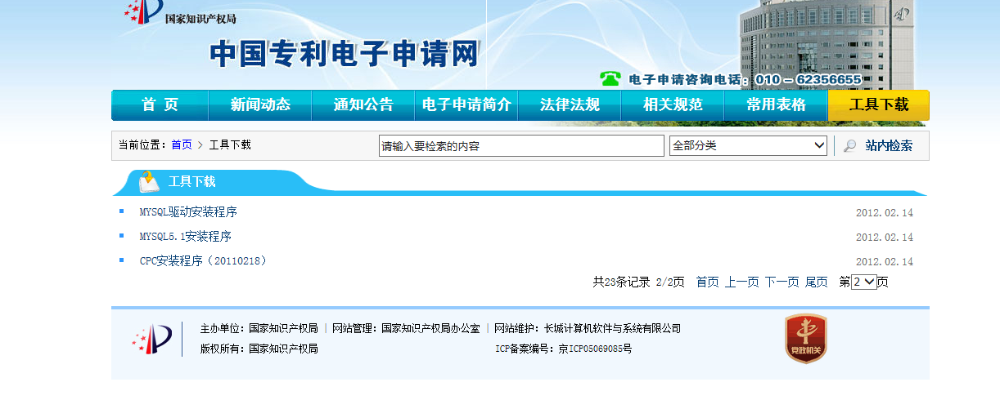 国家知识产权局
中国专利电子申请网
电子申请咨询电话：010－62356655
首 页 新闻动态 通知公告 电子申请简介 法律法规 相关规范 常用表格 工具下载
当前位置：首页 > 工具下载 请输入要检索的内容 全部分类 站内检索
工具下载
MYSQL驱动安装程序 2012.02.14
MYSQL5.1安装程序 2012.02.14
CPC安装程序（20110218） 2012.02.14
共23条记录 2/2页 首页 上一页 下一页 尾页 第2页
主办单位：国家知识产权局 | 网站管理：国家知识产权局办公室 | 网站维护：长城计算机软件与系统有限公司
版权所有：国家知识产权局 ICP备案编号：京ICP05069085号
党政机关